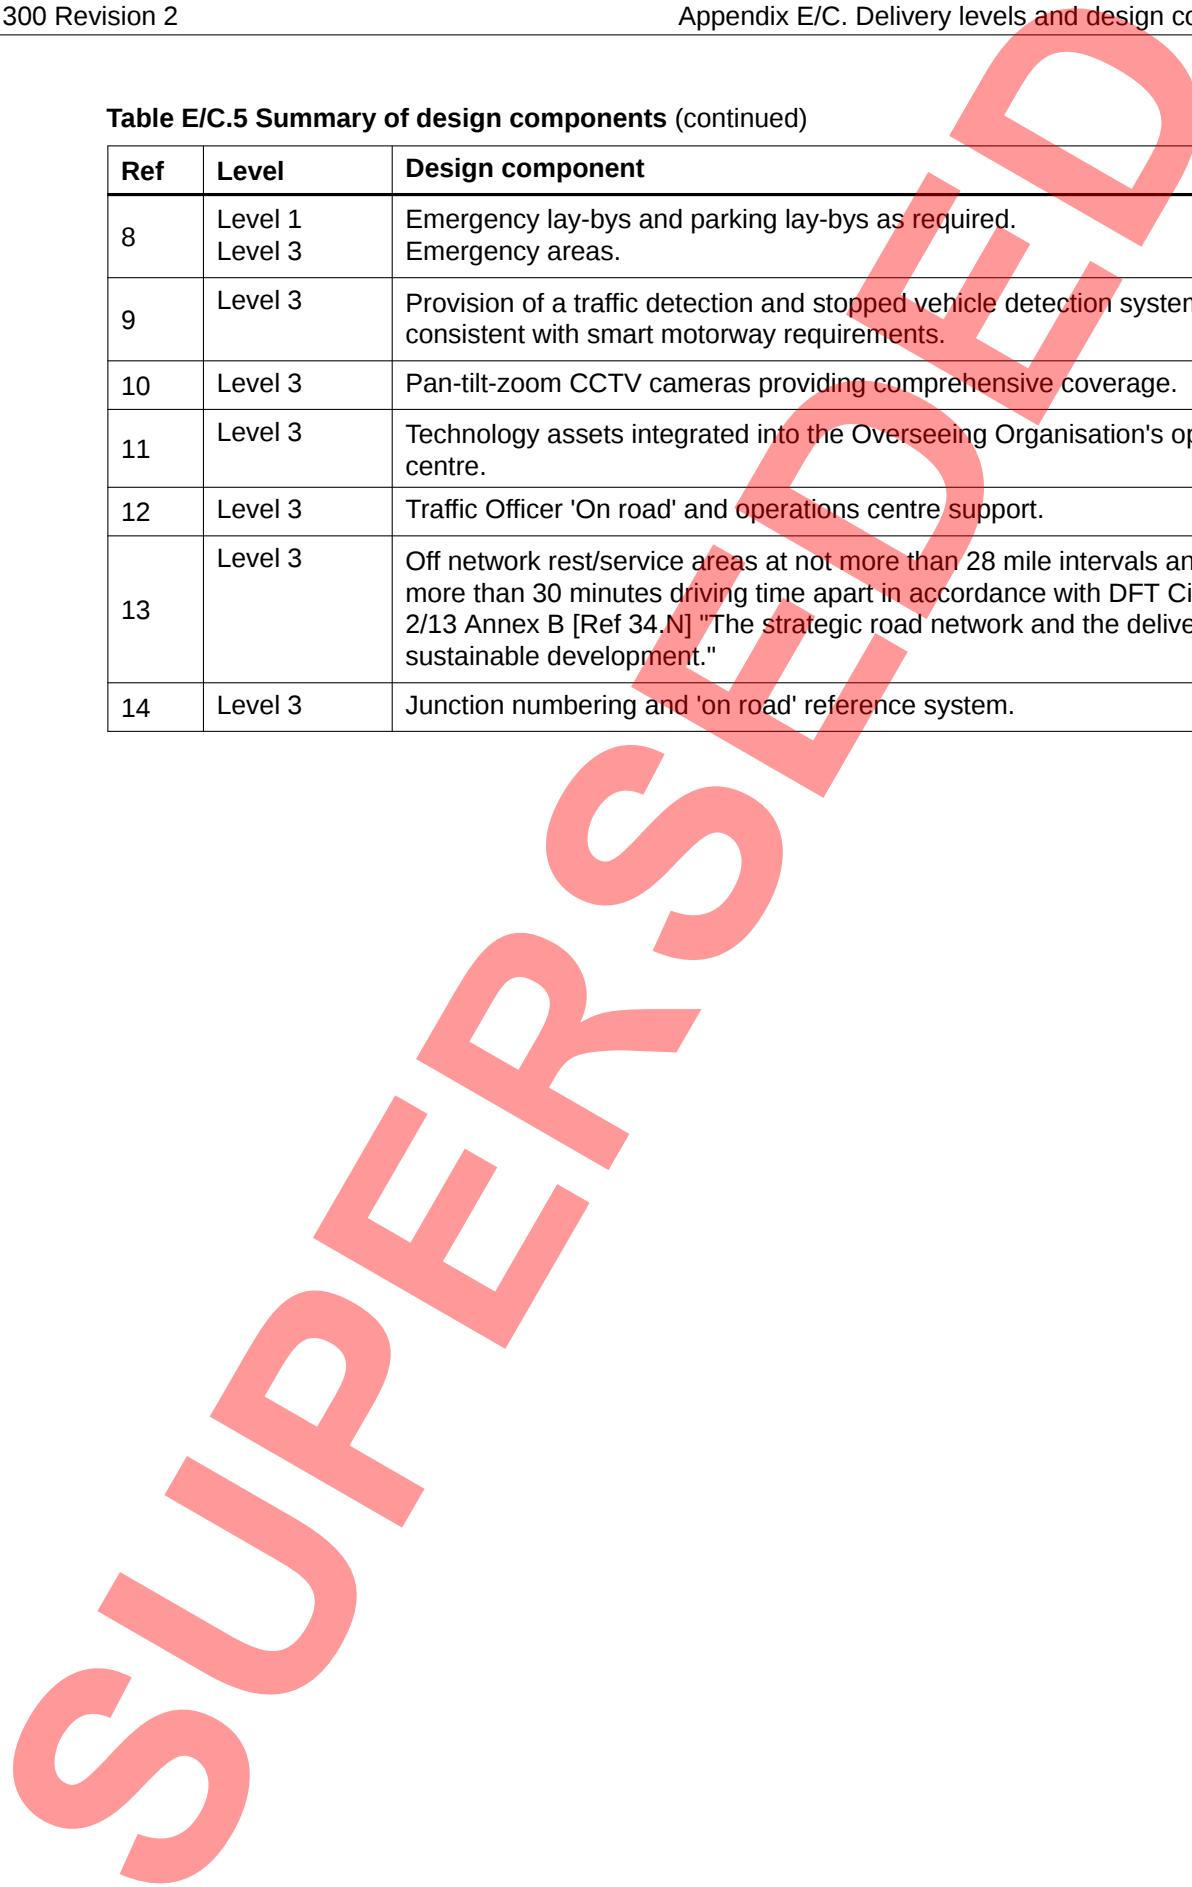 300 Revision 2 Appendix E/C. Delivery levels and design
Table E/C.5 Summary of design components (continued)
Ref Level Design component
8 Level 1 Emergency lay-bys and parking lay-bys as required.
Level 3 Emergency areas.
9 Level 3 Provision of a traffic detection and stopped vehicle detection system
consistent with smart motorway requirements.
10 Level 3 Pan-tilt-zoom CCTV cameras providing comprehensive coverage.
11 Level 3 Technology assets integrated into the Overseeing Organisation's
centre.
12 Level 3 Traffic Officer 'On road' and operations centre support.
13 Level 3 Off network rest/service areas at not more than 28 mile intervals
more than 30 minutes driving time apart in accordance with DFT
2/13 Annex B [Ref 34.N] "The strategic road network and the
sustainable development."
14 Level 3 Junction numbering and 'on road' reference system.
SUPERSEDED